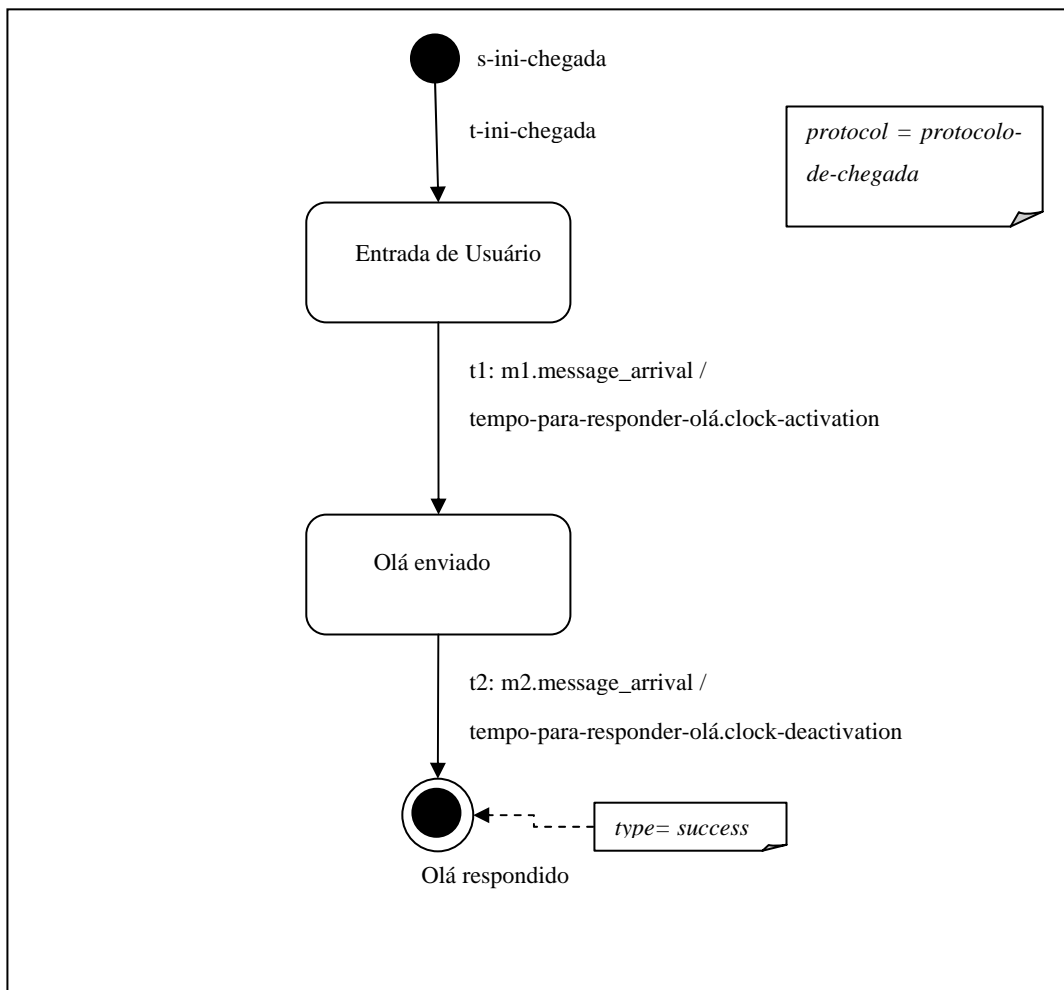 s-ini-chegada
t-ini-chegada
protocol = protocolo-
de-chegada
Entrada de Usuário
t1: m1.message_arrival /
tempo-para-responder-olá.clock-activation
Olá enviado
t2: m2.message_arrival /
tempo-para-responder-olá.clock-deactivation
type= success
Olá respondido